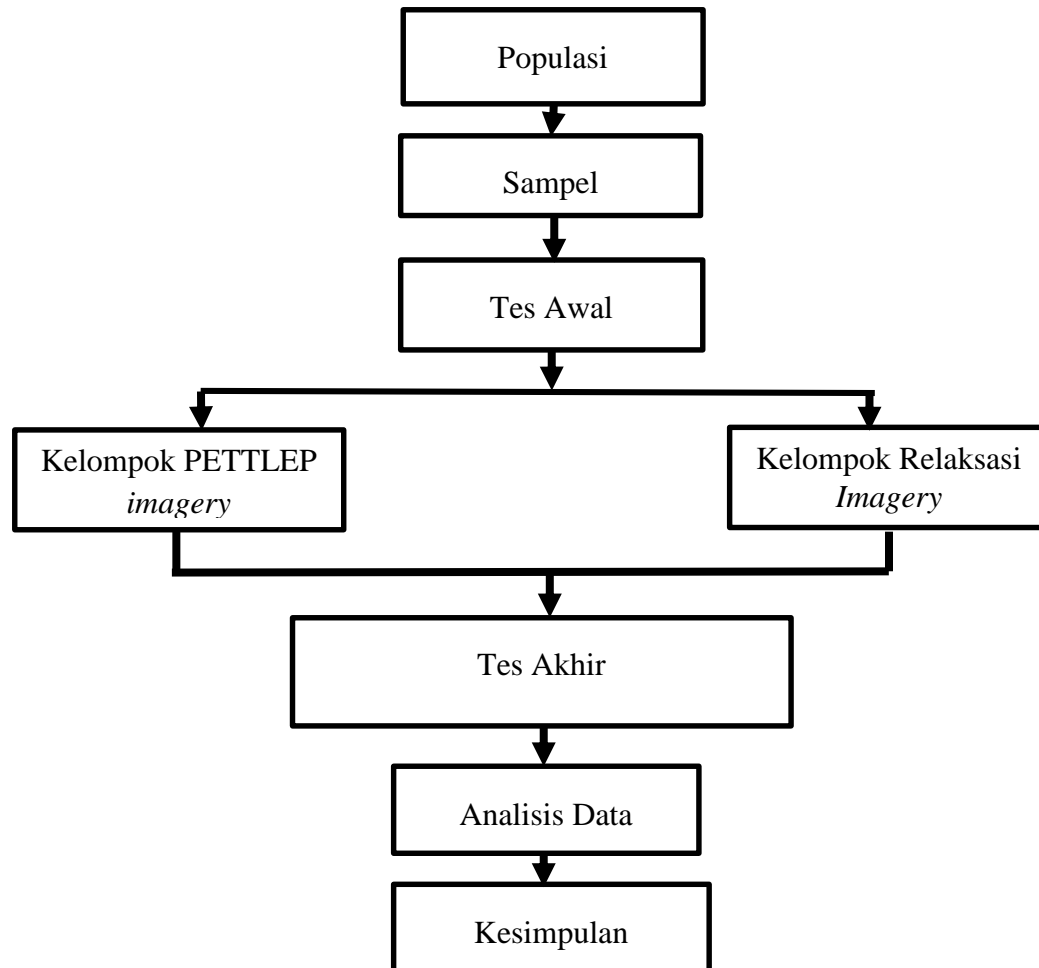 Populasi
Sampel
Tes Awal
Kelompok PETTLEP
imagery
Kelompok Relaksasi
Imagery
Tes Akhir
Analisis Data
Kesimpulan